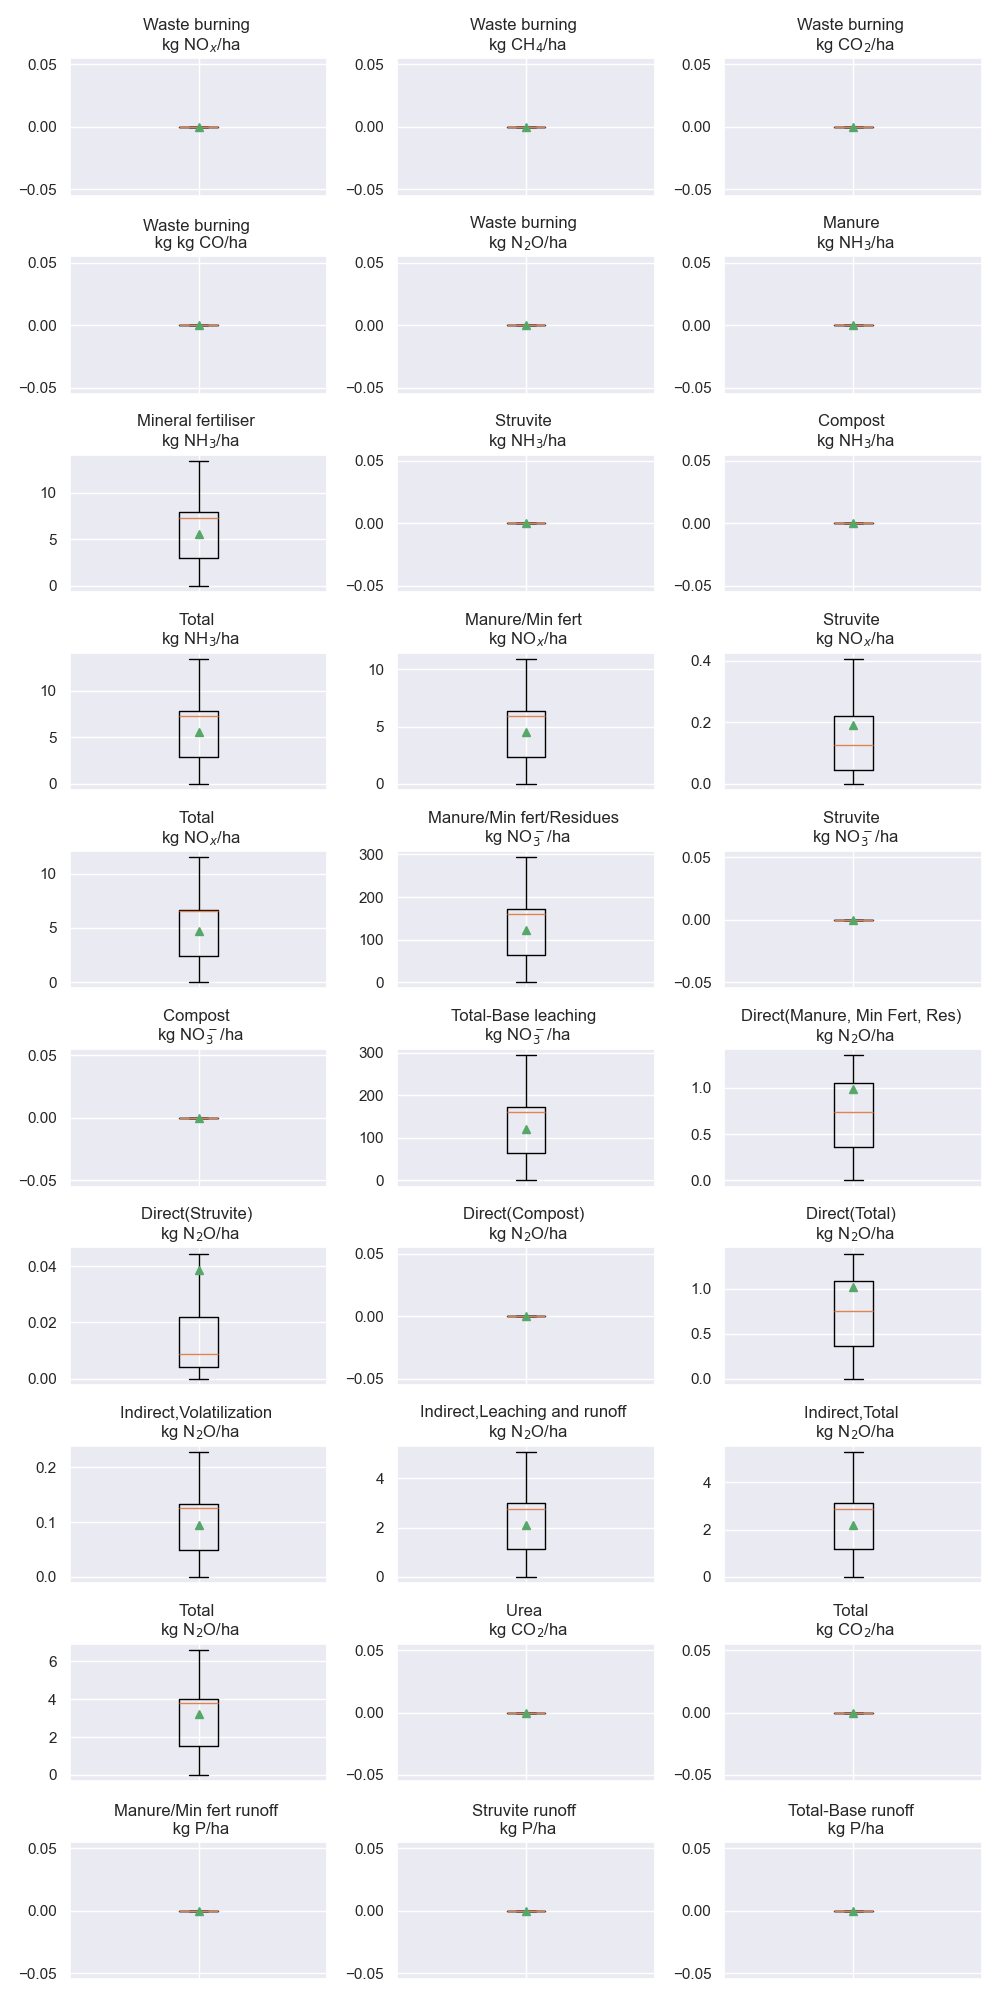 Waste burning
kg NOₓ/ha
0.05
0.00
−0.05
Waste burning
kg CH₄/ha
0.05
0.00
−0.05
Waste burning
kg CO₂/ha
0.05
0.00
−0.05
Waste burning
kg kg CO/ha
0.05
0.00
−0.05
Waste burning
kg N₂O/ha
0.05
0.00
−0.05
Manure
kg NH₃/ha
0.05
0.00
−0.05
Mineral fertiliser
kg NH₃/ha
10
5
0
Struvite
kg NH₃/ha
0.05
0.00
−0.05
Compost
kg NH₃/ha
0.05
0.00
−0.05
Total
kg NH₃/ha
10
5
0
Manure/Min fert
kg NOₓ/ha
10
5
0
Struvite
kg NOₓ/ha
0.4
0.2
0.0
Total
kg NOₓ/ha
10
5
0
Manure/Min fert/Residues
kg NO₃⁻/ha
300
200
100
0
Struvite
kg NO₃⁻/ha
0.05
0.00
−0.05
Compost
kg NO₃⁻/ha
0.05
0.00
−0.05
Total-Base leaching
kg NO₃⁻/ha
300
200
100
0
Direct(Manure, Min Fert, Res)
kg N₂O/ha
1.0
0.5
0.0
Direct(Struvite)
kg N₂O/ha
0.04
0.02
0.00
Direct(Compost)
kg N₂O/ha
0.05
0.00
−0.05
Direct(Total)
kg N₂O/ha
1.0
0.5
0.0
Indirect,Volatilization
kg N₂O/ha
0.2
0.1
0.0
Indirect,Leaching and runoff
kg N₂O/ha
4
2
0
Indirect,Total
kg N₂O/ha
4
2
0
Total
kg N₂O/ha
6
4
2
0
Urea
kg CO₂/ha
0.05
0.00
−0.05
Total
kg CO₂/ha
0.05
0.00
−0.05
Manure/Min fert runoff
kg P/ha
0.05
0.00
−0.05
Struvite runoff
kg P/ha
0.05
0.00
−0.05
Total-Base runoff
kg P/ha
0.05
0.00
−0.05